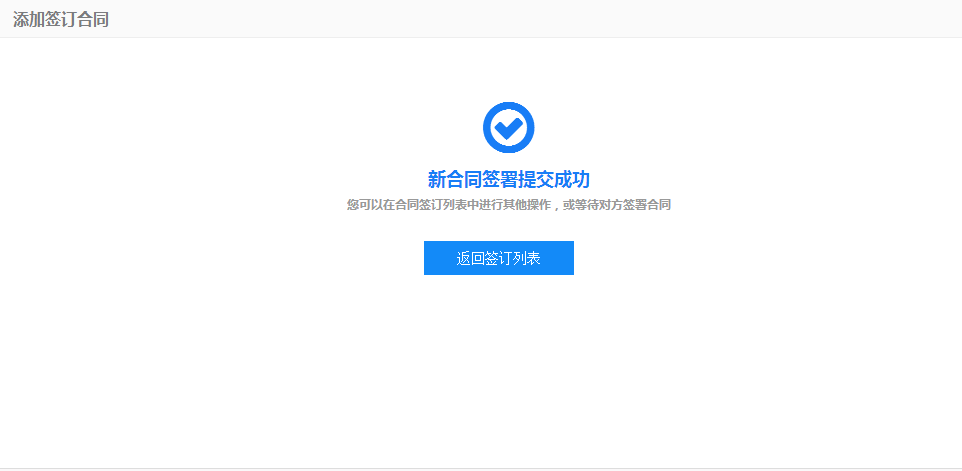 添加签订合同
新合同签署提交成功
您可以在合同签订列表中进行其他操作，或等待对方签署合同
返回签订列表